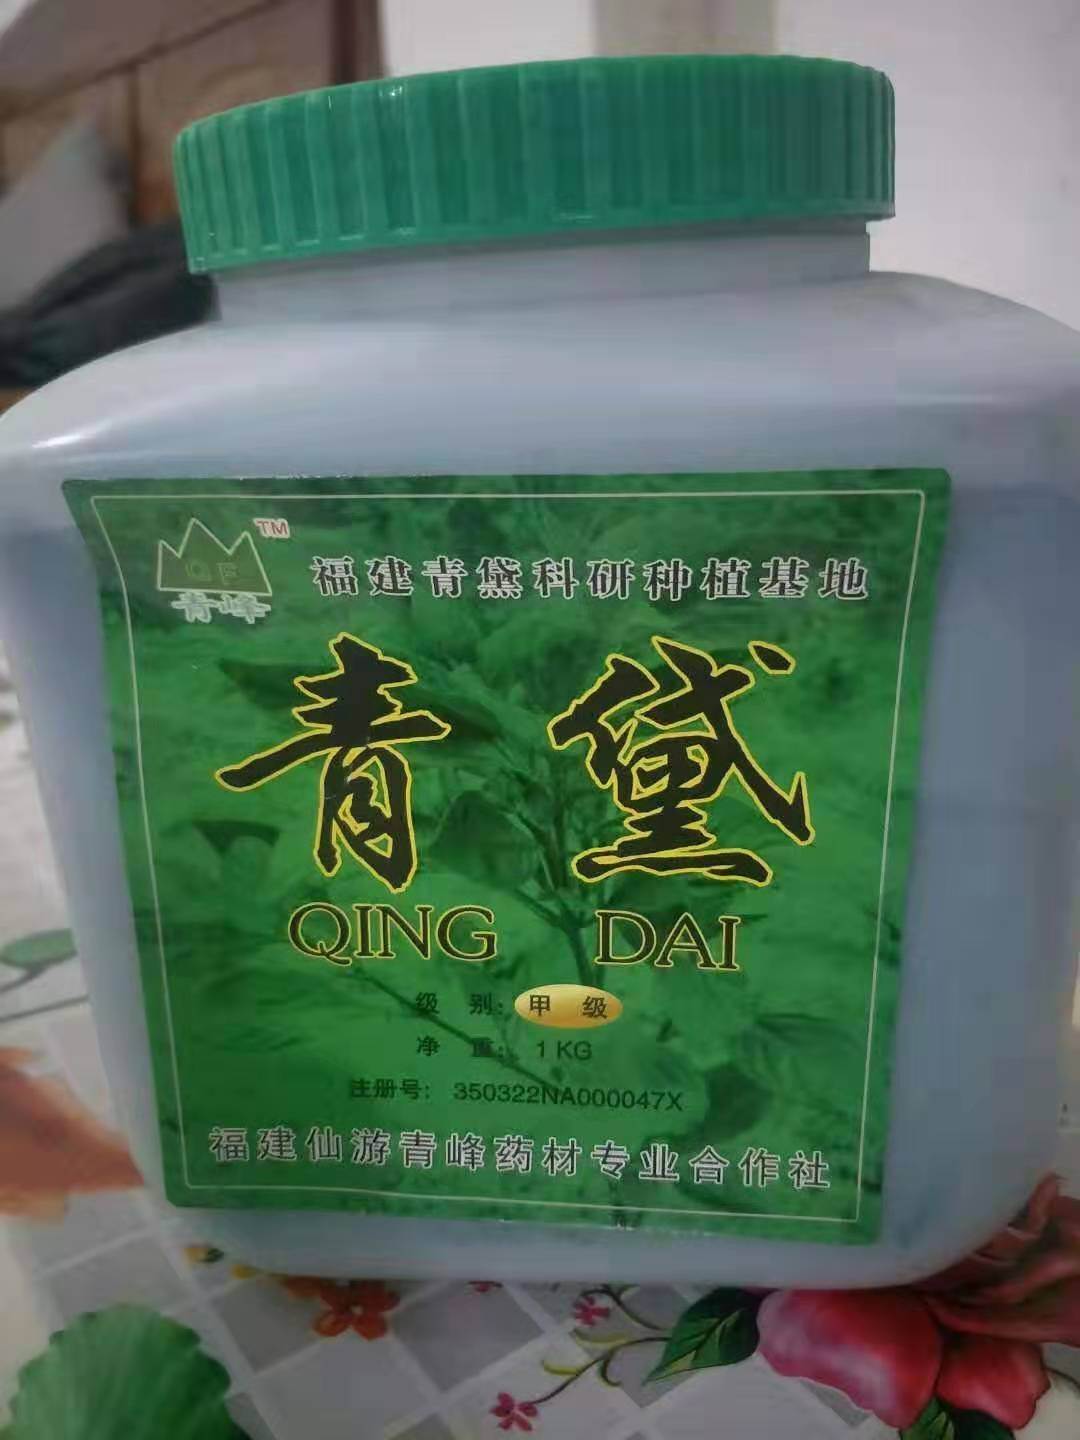 QF
TM
青峰
福建青黛科研种植基地
青黛
QING DAI
级 别: 甲 级
净 重: 1 KG
注册号: 350322NA000047X
福建仙游青峰药材专业合作社